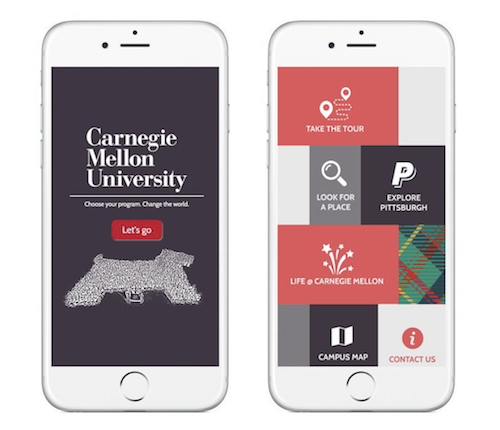 Carnegie
Mellon
University
Choose your program. Change the world.
Let's go
TAKE THE TOUR
LOOK FOR
A PLACE
EXPLORE
PITTSBURGH
LIFE @ CARNEGIE MELLON
CAMPUS MAP
CONTACT US